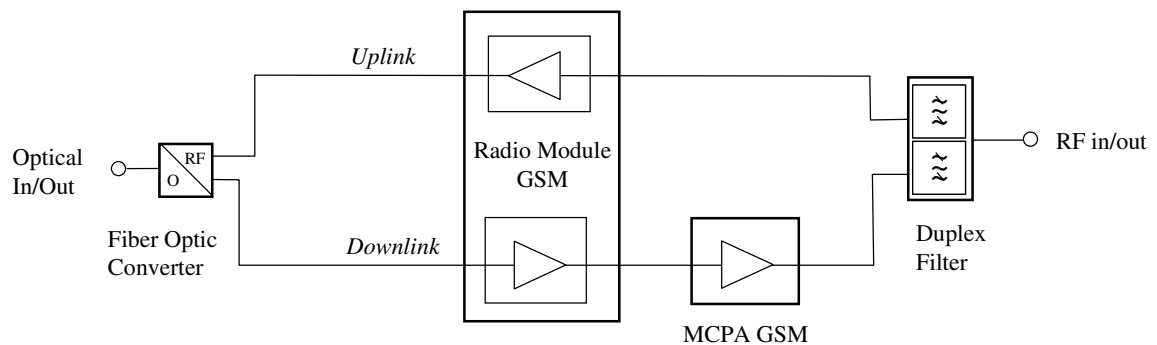 Uplink
Optical
In/Out
RF
O
Fiber Optic
Converter
Radio Module
GSM
Downlink
MCPA GSM
Duplex
Filter
RF in/out